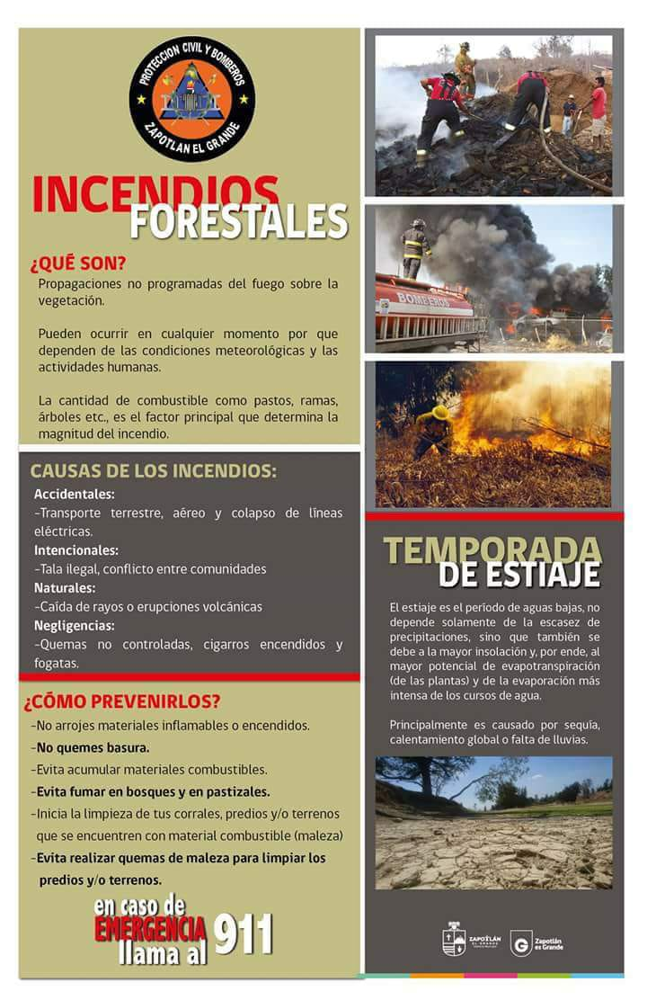 PROTECCION CIVIL Y BOMBEROS
ZAPOTLAN EL GRANDE
INCENDIOS
FORESTALES
¿QUÉ SON?
Propagaciones no programadas del fuego sobre la
vegetación.
Pueden ocurrir en cualquier momento por que
dependen de las condiciones meteorológicas y las
actividades humanas.
La cantidad de combustible como pastos, ramas,
árboles etc., es el factor principal que determina la
magnitud del incendio.
CAUSAS DE LOS INCENDIOS:
Accidentales:
-Transporte terrestre, aéreo y colapso de líneas
eléctricas.
Intencionales:
-Tala ilegal, conflicto entre comunidades
Naturales:
-Caída de rayos o erupciones volcánicas
Negligencias:
-Quemas no controladas, cigarros encendidos y
fogatas.
¿CÓMO PREVENIRLOS?
-No arrojes materiales inflamables o encendidos.
-No quemes basura.
-Evita acumular materiales combustibles.
-Evita fumar en bosques y en pastizales.
-Inicia la limpieza de tus corrales, predios y/o terrenos
que se encuentren con material combustible (maleza)
-Evita realizar quemas de maleza para limpiar los
predios y/o terrenos.
en caso de
EMERGENCIA
llama al 911
BOMBEROS
TEMPORADA
DE ESTIAJE
El estiaje es el período de aguas bajas, no
depende solamente de la escasez de
precipitaciones, sino que también se
debe a la mayor insolación y, por ende, al
mayor potencial de evapotranspiración
(de las plantas) y de la evaporación más
intensa de los cursos de agua.
Principalmente es causado por sequía,
calentamiento global o falta de lluvias.
ZAPOTLÁN
EL GRANDE
G
Zapotlán
es Grande